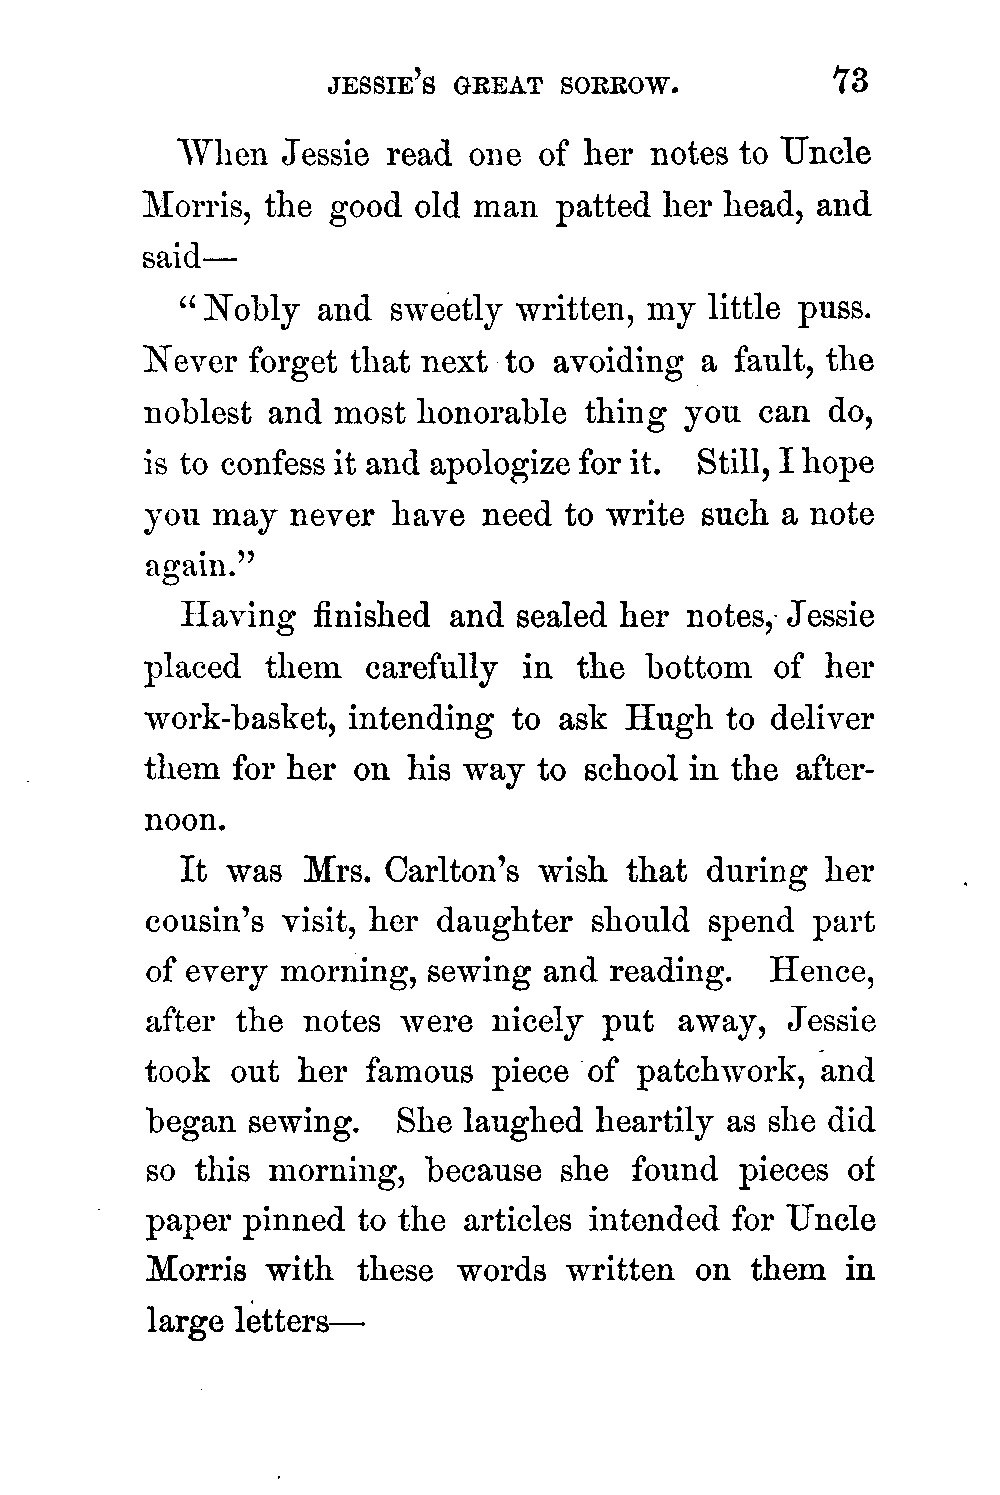 JESSIE'S GREAT SORROW. 73
When Jessie read one of her notes to Uncle
Morris, the good old man patted her head, and
said—
"Nobly and sweetly written, my little puss.
Never forget that next to avoiding a fault, the
noblest and most honorable thing you can do,
is to confess it and apologize for it. Still, I hope
you may never have need to write such a note
again."
Having finished and sealed her notes, Jessie
placed them carefully in the bottom of her
work-basket, intending to ask Hugh to deliver
them for her on his way to school in the after-
noon.
It was Mrs. Carlton's wish that during her
cousin's visit, her daughter should spend part
of every morning, sewing and reading. Hence,
after the notes were nicely put away, Jessie
took out her famous piece of patchwork, and
began sewing. She laughed heartily as she did
so this morning, because she found pieces of
paper pinned to the articles intended for Uncle
Morris with these words written on them in
large letters—